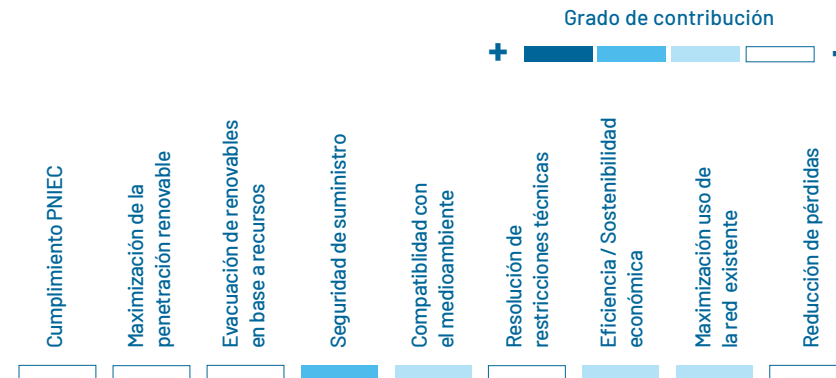 Grado de contribución
+ -
Cumplimiento PNIEC
Maximización de la
penetración renovable
Evacuación de renovables
en base a recursos
Seguridad de suministro
Compatiblidad con
el medioambiente
Resolución de
restricciones técnicas
Eficiencia / Sostenibilidad
económica
Maximización uso de
la red existente
Reducción de pérdidas